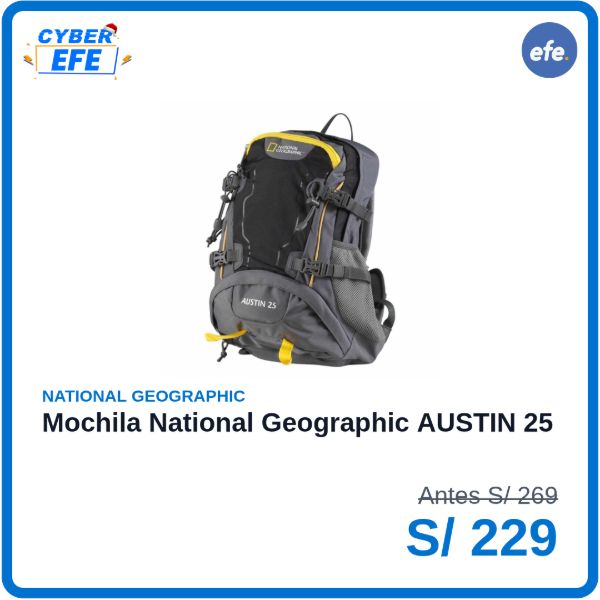 CYBER
EFE
efe.
NATIONAL
GEOGRAPHIC
AUSTIN 25
NATIONAL GEOGRAPHIC
Mochila National Geographic AUSTIN 25
Antes S/ 269
S/ 229